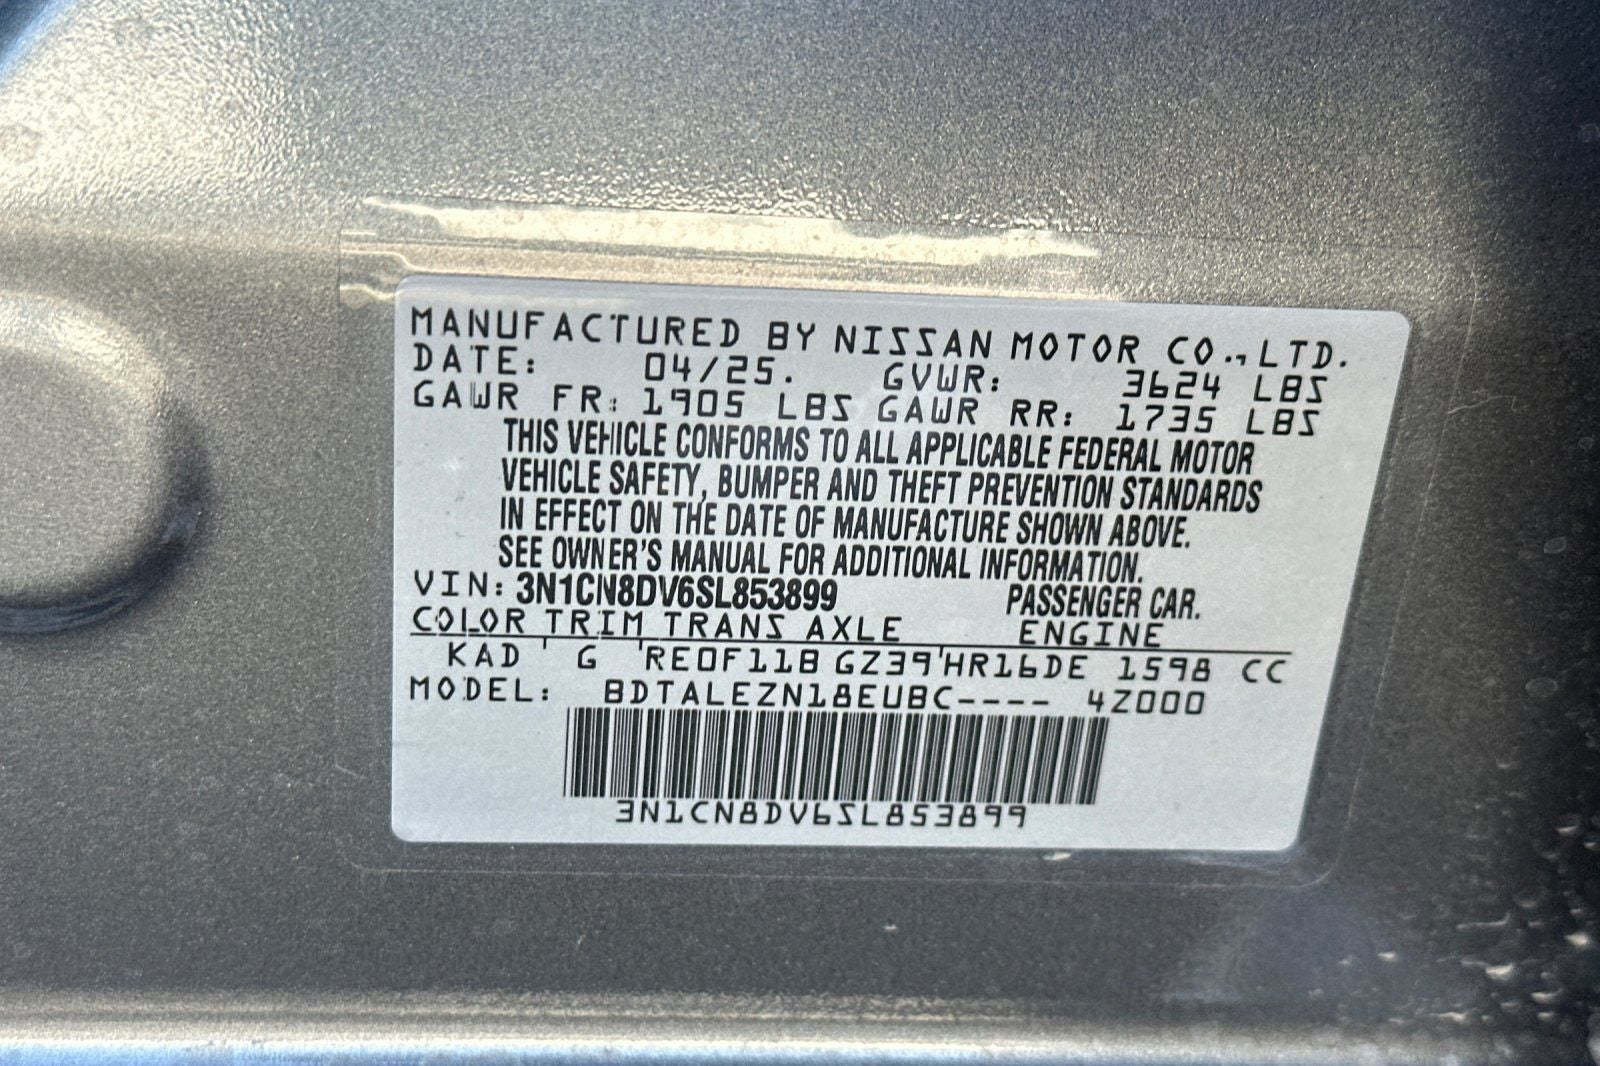 MANUFACTURED BY NISSAN MOTOR CO., LTD.
DATE: 04/25. GVWR: 3624 LBS
GAWR FR: 1905 LBS GAWR RR: 1735 LBS
THIS VEHICLE CONFORMS TO ALL APPLICABLE FEDERAL MOTOR
VEHICLE SAFETY, BUMPER AND THEFT PREVENTION STANDARDS
IN EFFECT ON THE DATE OF MANUFACTURE SHOWN ABOVE.
SEE OWNER'S MANUAL FOR ADDITIONAL INFORMATION.
VIN: 3N1CN8DV6SL853899 PASSENGER CAR.
COLOR TRIM TRANS AXLE ENGINE
KAD G RE0F11B GZ39 HR16DE 1598 CC
MODEL: BDTALEZN18EUBC---- 4Z000
3N1CN8DV6SL853899